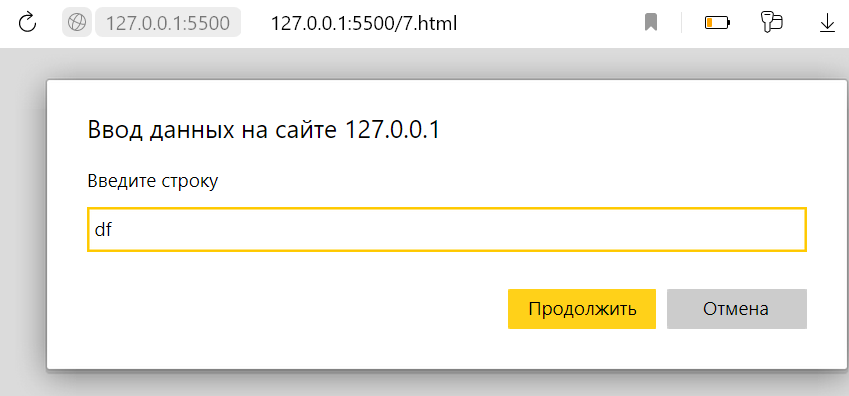 127.0.0.1:5500 127.0.0.1:5500/7.html
Ввод данных на сайте 127.0.0.1
Введите строку
df
Продолжить Отмена